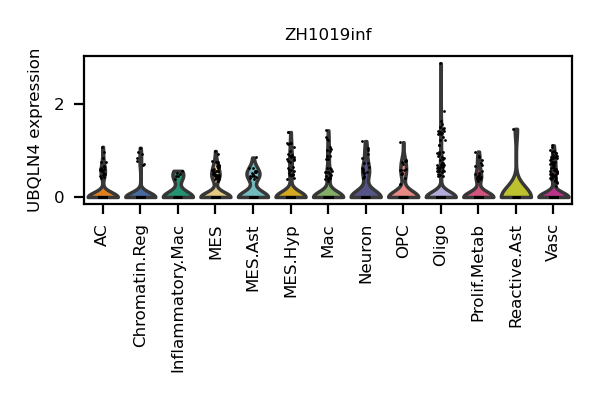 ZH1019inf
UBQLN4 expression
2
0
AC
Chromatin.Reg
Inflammatory.Mac
MES
MES.Ast
MES.Hyp
Mac
Neuron
OPC
Oligo
Prolif.Metab
Reactive.Ast
Vasc